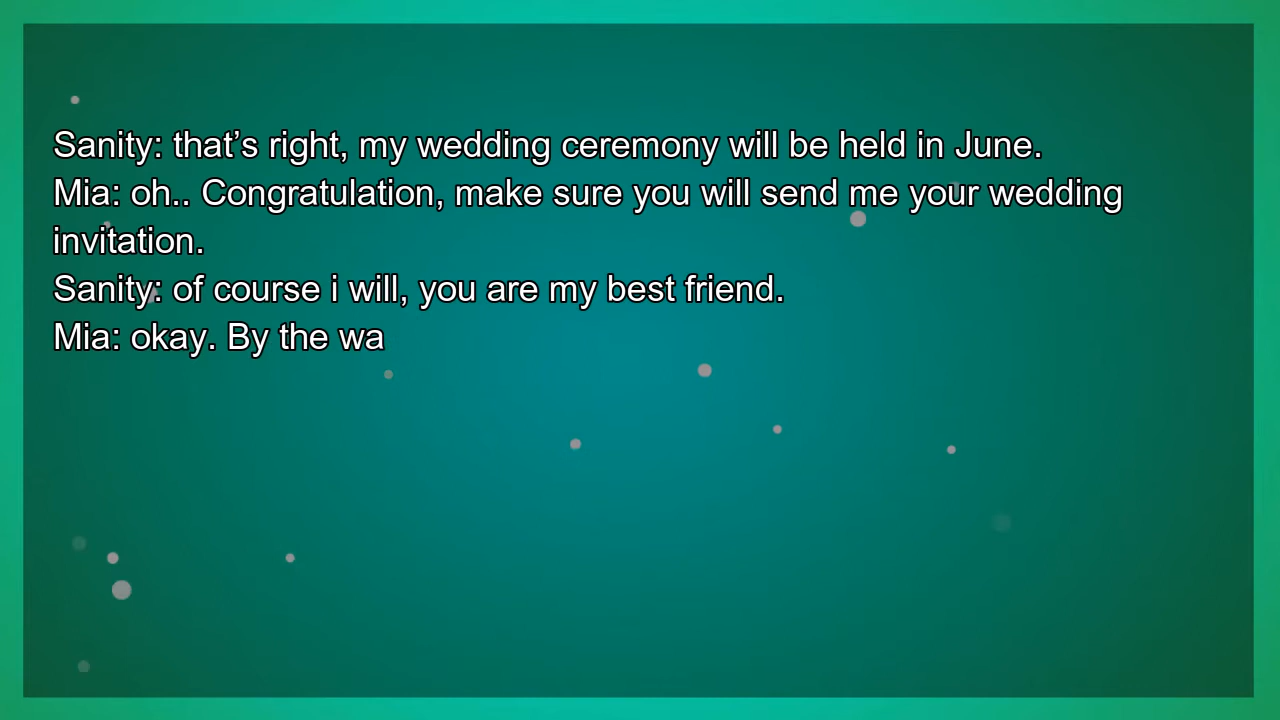 Sanity: that’s right, my wedding ceremony will be held in June.
Mia: oh.. Congratulation, make sure you will send me your wedding
invitation.
Sanity: of course i will, you are my best friend.
Mia: okay. By the wa